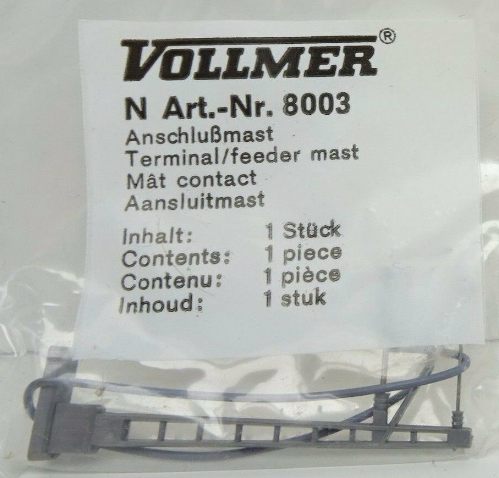 VOLLMER®
N Art.-Nr. 8003
Anschlußmast
Terminal/feeder mast
Mât contact
Aansluitmast
Inhalt: 1 Stück
Contents: 1 piece
Contenu: 1 pièce
Inhoud: 1 stuk